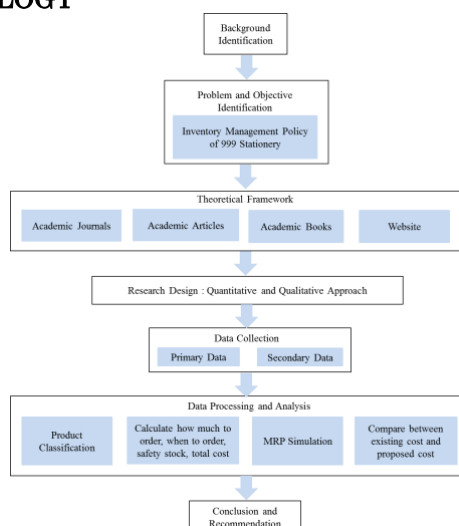 LOGY
Background
Identification
Problem and Objective
Identification
Inventory Management Policy
of 999 Stationery
Theoretical Framework
Academic Journals
Academic Articles
Academic Books
Website
Research Design : Quantitative and Qualitative Approach
Data Collection
Primary Data
Secondary Data
Data Processing and Analysis
Product
Classification
Calculate how much to
order, when to order,
safety stock, total cost
MRP Simulation
Compare between
existing cost and
proposed cost
Conclusion and
Recommendation